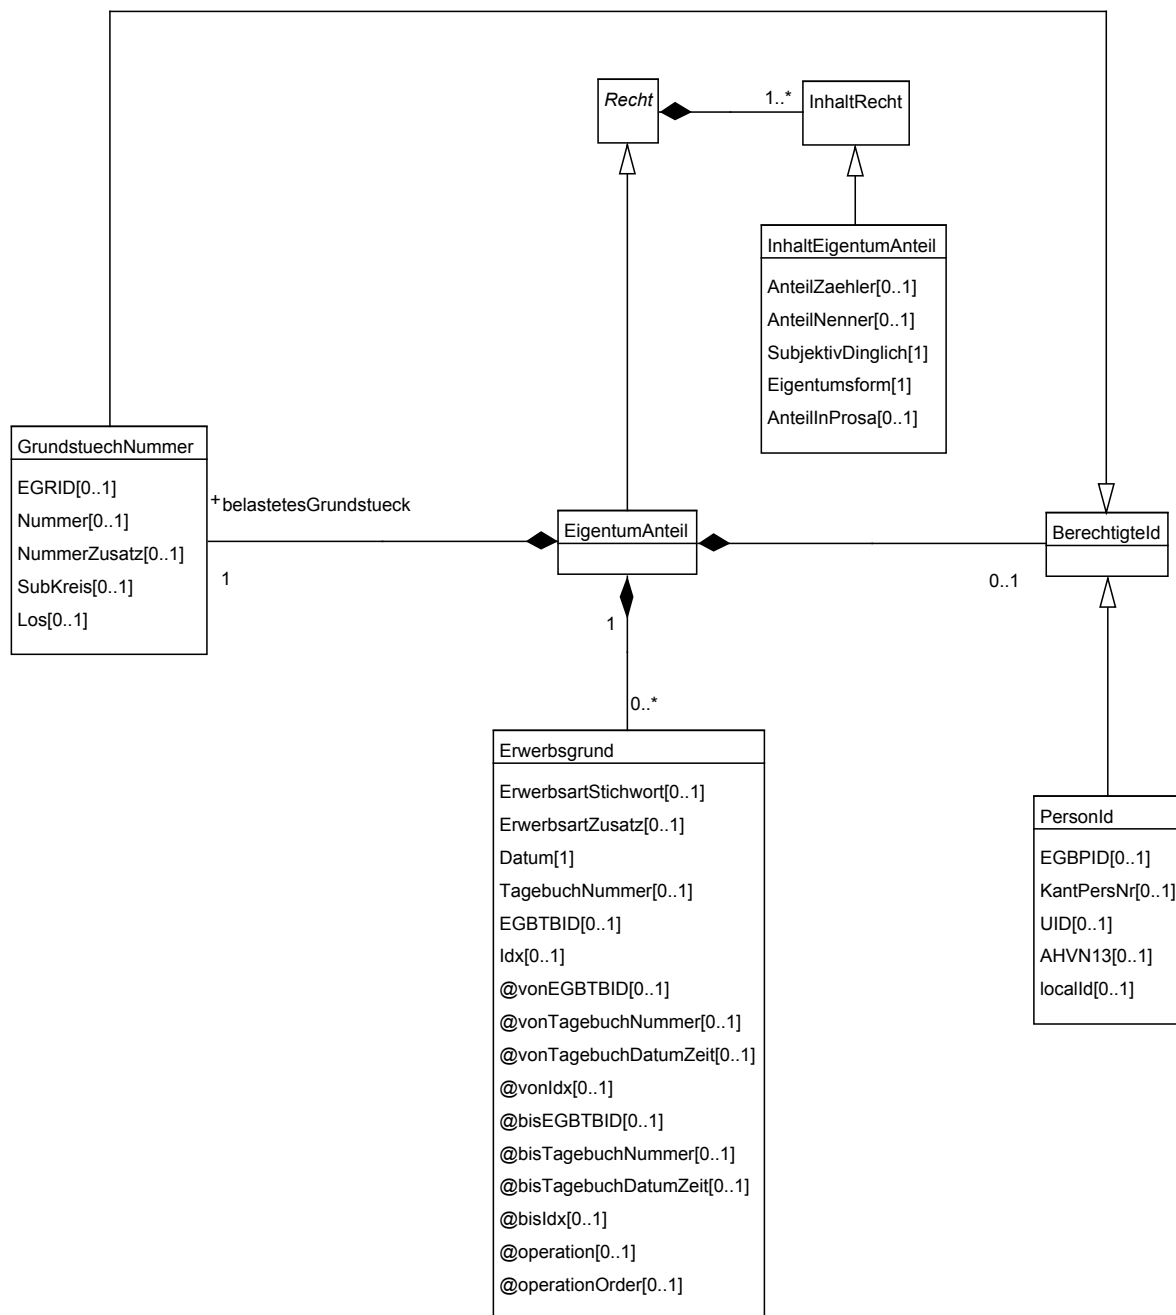 Recht
1..*
InhaltRecht
InhaltEigentumAnteil
AnteilZaehler[0..1]
AnteilNenner[0..1]
SubjektivDinglich[1]
Eigentumsform[1]
AnteilInProsa[0..1]
GrundstuechNummer
EGRID[0..1]
Nummer[0..1]
NummerZusatz[0..1]
SubKreis[0..1]
Los[0..1]
+belastetesGrundstueck
1
EigentumAnteil
BerechtigteId
0..1
1
0..*
Erwerbsgrund
ErwerbsartStichwort[0..1]
ErwerbsartZusatz[0..1]
Datum[1]
TagebuchNummer[0..1]
EGBTBID[0..1]
Idx[0..1]
@vonEGBTBID[0..1]
@vonTagebuchNummer[0..1]
@vonTagebuchDatumZeit[0..1]
@vonIdx[0..1]
@bisEGBTBID[0..1]
@bisTagebuchNummer[0..1]
@bisTagebuchDatumZeit[0..1]
@bisIdx[0..1]
@operation[0..1]
@operationOrder[0..1]
PersonId
EGBPID[0..1]
KantPersNr[0..1]
UID[0..1]
AHVN13[0..1]
localId[0..1]